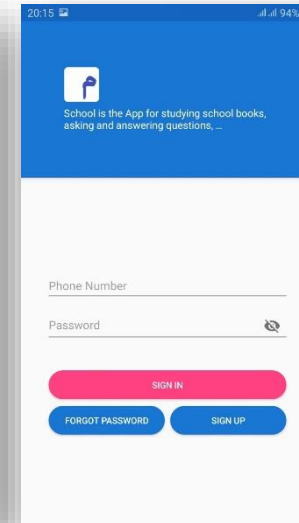 20:15 94%
م
School is the App for studying school books,
asking and answering questions, ...
Phone Number
Password
SIGN IN
FORGOT PASSWORD SIGN UP